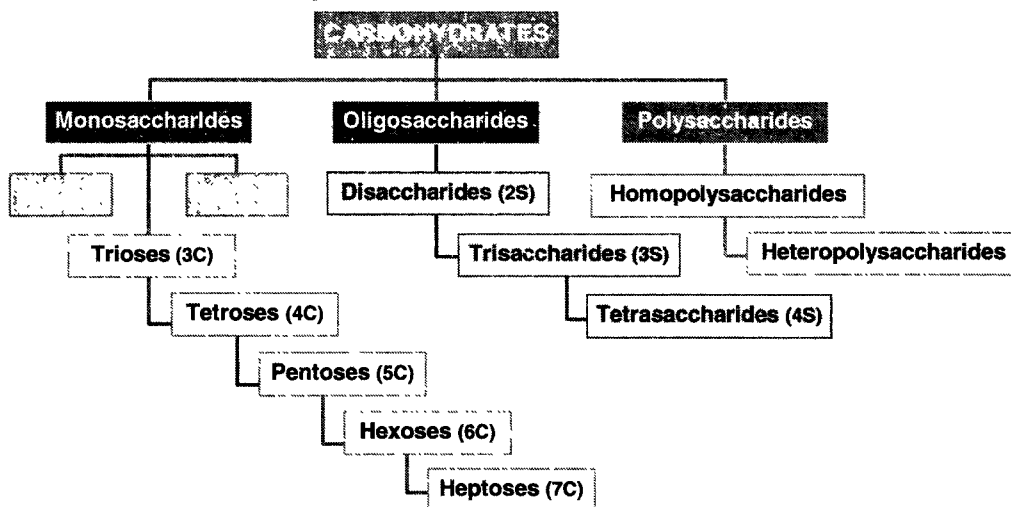 CARBOHYDRATES
Monosaccharides
Oligosaccharides
Polysaccharides
Disaccharides (2S)
Homopolysaccharides
Trioses (3C)
Trisaccharides (3S)
Heteropolysaccharides
Tetroses (4C)
Tetrasaccharides (4S)
Pentoses (5C)
Hexoses (6C)
Heptoses (7C)